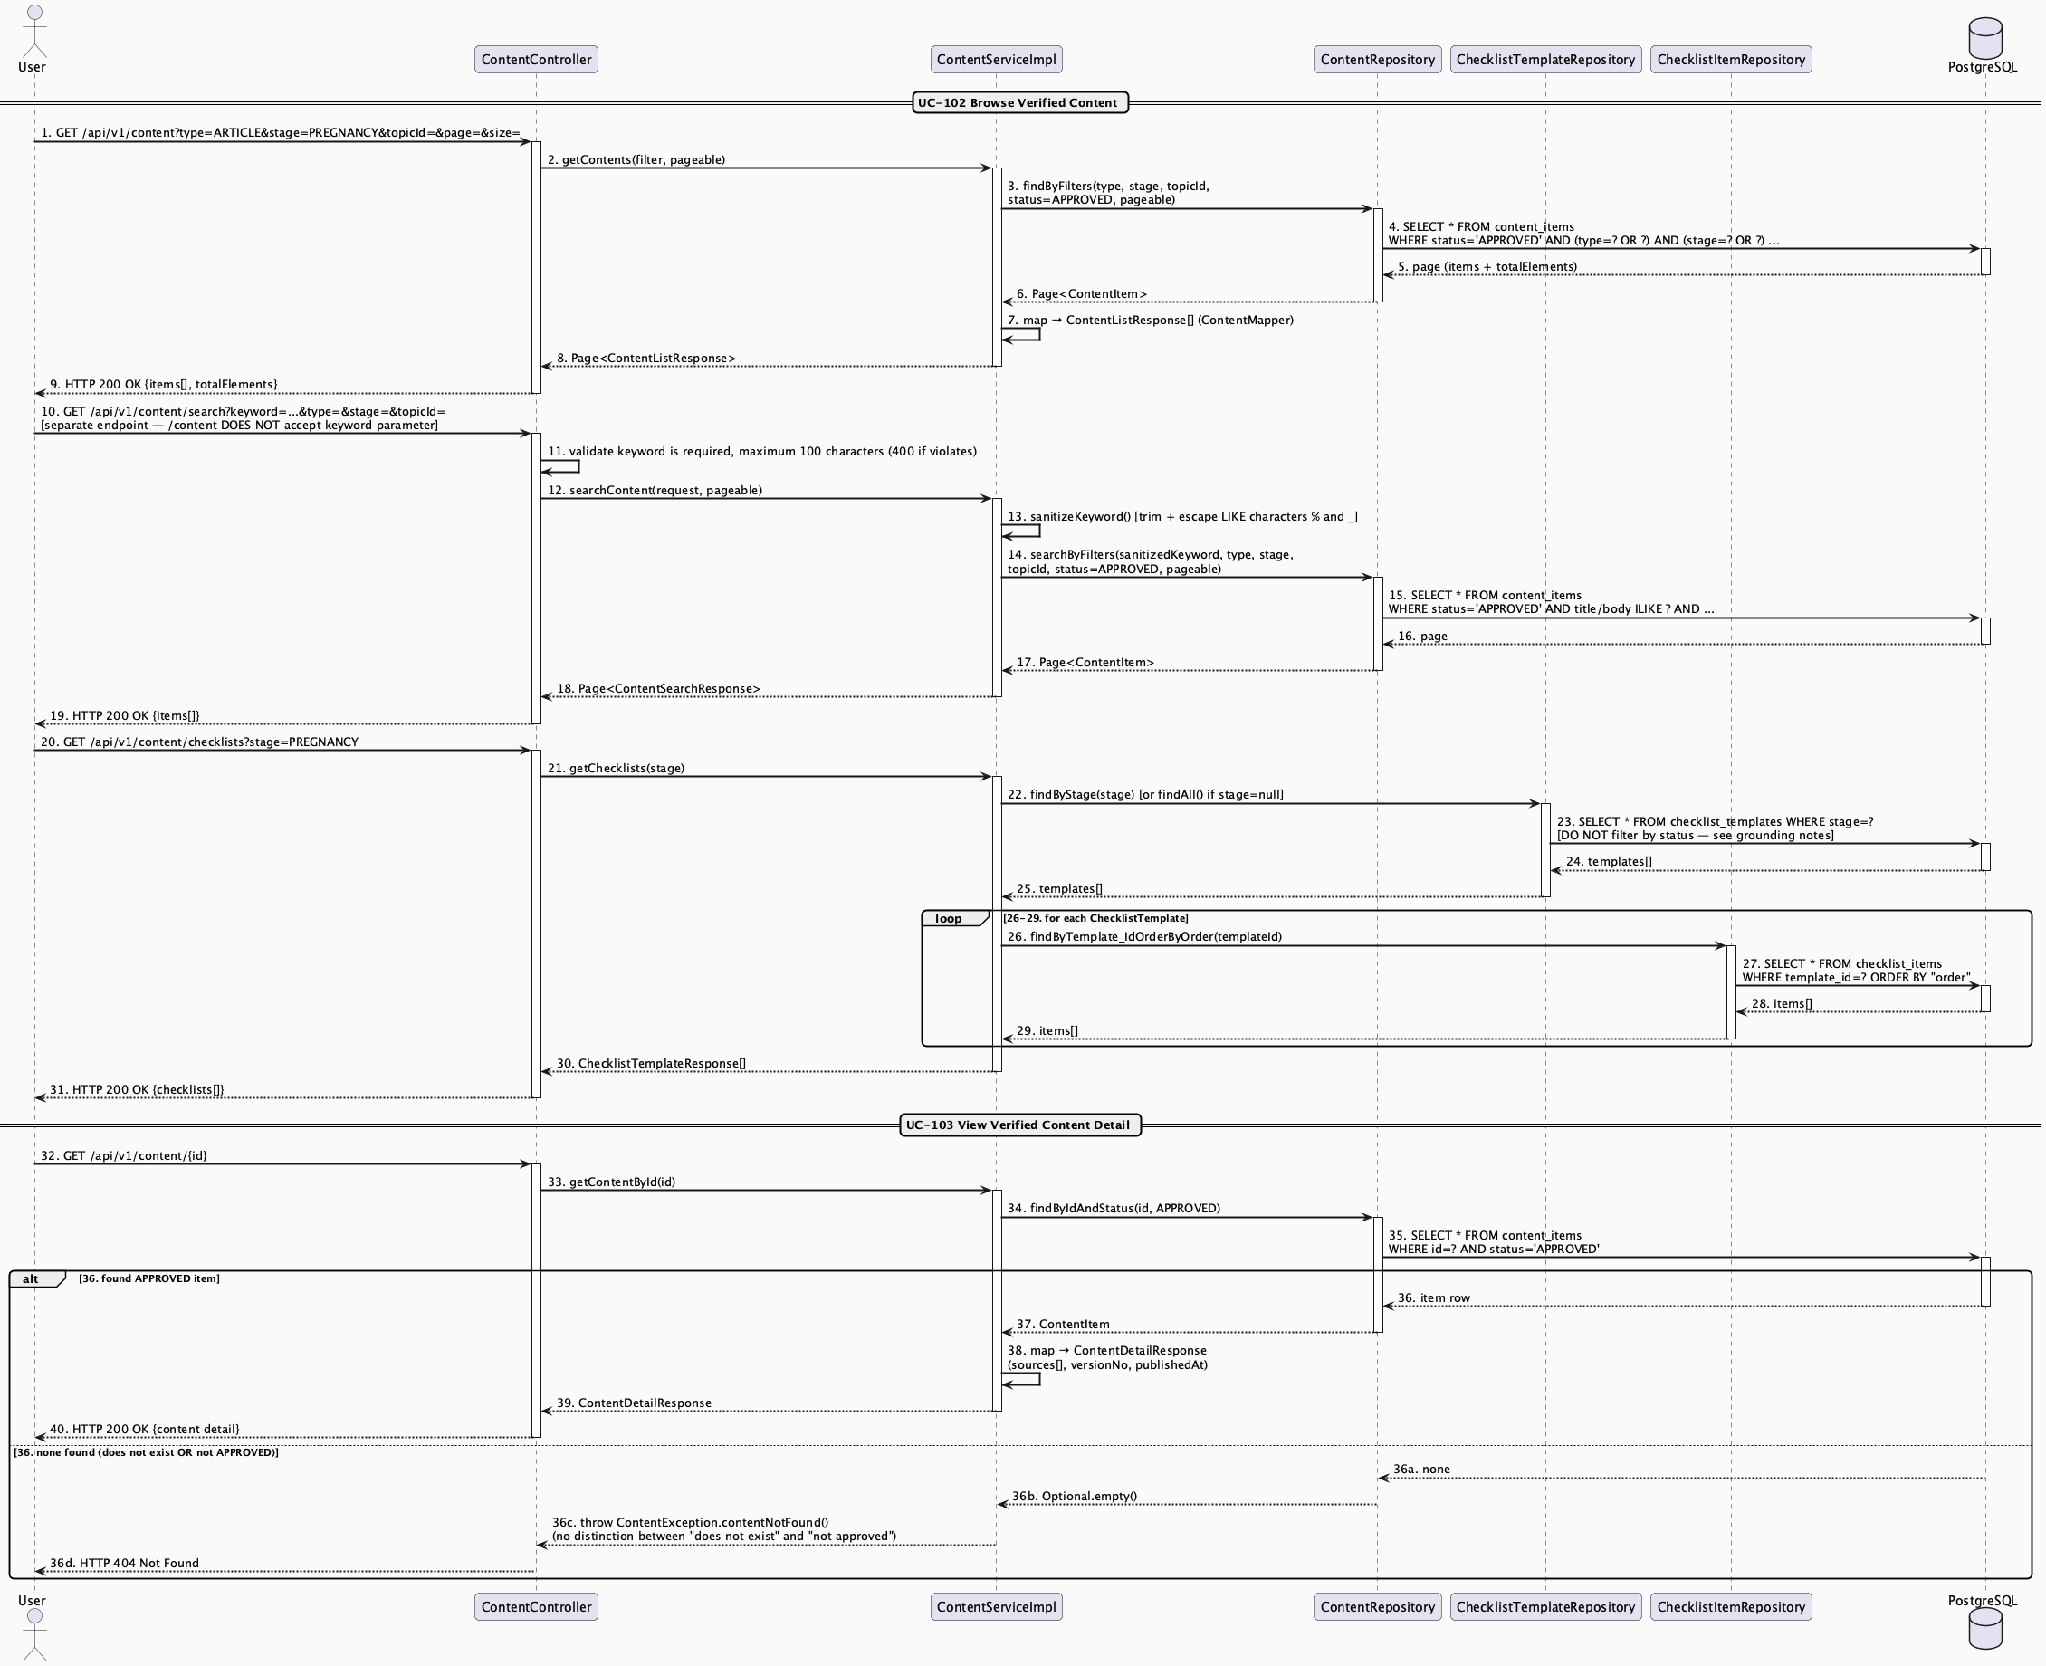 User
ContentController
ContentServiceImpl
ContentRepository
ChecklistTemplateRepository
ChecklistItemRepository
PostgreSQL
UC-102 Browse Verified Content
1. GET /api/v1/content?type=ARTICLE&stage=PREGNANCY&topicId=&page=&size=
2. getContents(filter, pageable)
3. findByFilters(type, stage, topicId,
status=APPROVED, pageable)
4. SELECT * FROM content_items
WHERE status='APPROVED' AND (type=? OR ?) AND (stage=? OR ?) ...
5. page (items + totalElements)
6. Page<ContentItem>
7. map → ContentListResponse[] (ContentMapper)
8. Page<ContentListResponse>
9. HTTP 200 OK {items[], totalElements}
10. GET /api/v1/content/search?keyword=...&type=&stage=&topicId=
[separate endpoint — /content DOES NOT accept keyword parameter]
11. validate keyword is required, maximum 100 characters (400 if violates)
12. searchContent(request, pageable)
13. sanitizeKeyword() [trim + escape LIKE characters % and _]
14. searchByFilters(sanitizedKeyword, type, stage,
topicId, status=APPROVED, pageable)
15. SELECT * FROM content_items
WHERE status='APPROVED' AND title/body ILIKE ? AND ...
16. page
17. Page<ContentItem>
18. Page<ContentSearchResponse>
19. HTTP 200 OK {items[]}
20. GET /api/v1/content/checklists?stage=PREGNANCY
21. getChecklists(stage)
22. findByStage(stage) [or findAll() if stage=null]
23. SELECT * FROM checklist_templates WHERE stage=?
[DO NOT filter by status — see grounding notes]
24. templates[]
25. templates[]
loop
[26-29. for each ChecklistTemplate]
26. findByTemplate_IdOrderByOrder(templateId)
27. SELECT * FROM checklist_items
WHERE template_id=? ORDER BY "order"
28. items[]
29. items[]
30. ChecklistTemplateResponse[]
31. HTTP 200 OK {checklists[]}
UC-103 View Verified Content Detail
32. GET /api/v1/content/{id}
33. getContentById(id)
34. findByIdAndStatus(id, APPROVED)
35. SELECT * FROM content_items
WHERE id=? AND status='APPROVED'
alt
[36. found APPROVED item]
36. item row
37. ContentItem
38. map → ContentDetailResponse
(sources[], versionNo, publishedAt)
39. ContentDetailResponse
40. HTTP 200 OK {content detail}
[36. none found (does not exist OR not APPROVED)]
36a. none
36b. Optional.empty()
36c. throw ContentException.contentNotFound()
(no distinction between "does not exist" and "not approved")
36d. HTTP 404 Not Found
User
ContentController
ContentServiceImpl
ContentRepository
ChecklistTemplateRepository
ChecklistItemRepository
PostgreSQL